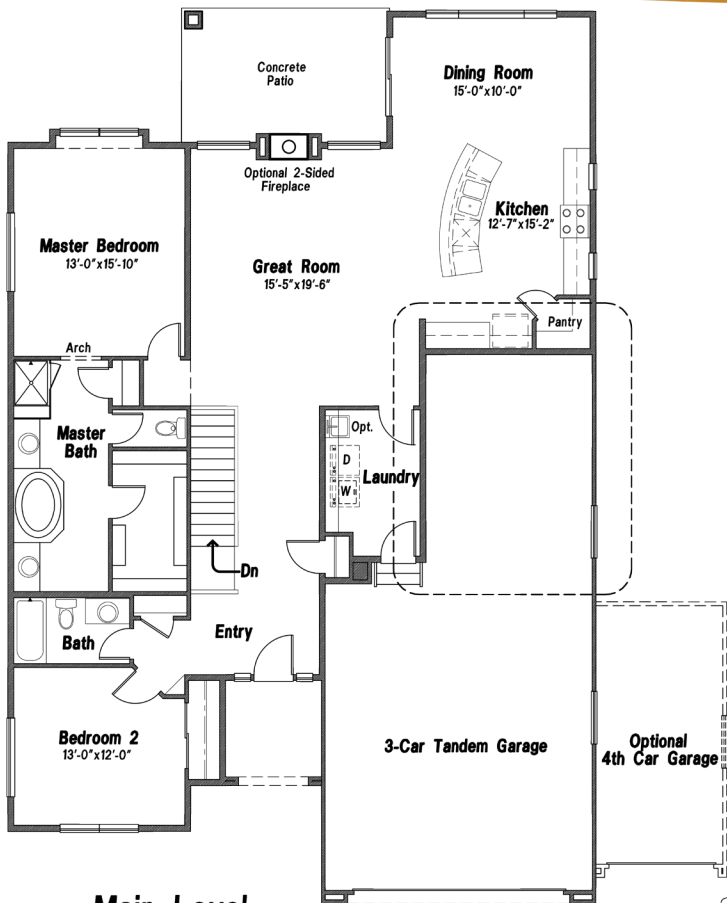 Concrete
Patio
Dining Room
15'-0"x10'-0"
Optional 2-Sided
Fireplace
Kitchen
12'-7"x15'-2"
Master Bedroom
13'-0"x15'-10"
Great Room
15'-5"x19'-6"
Pantry
Arch
Master
Bath
Opt.
D
Laundry
W
Dn
Entry
Bath
Bedroom 2
13'-0"x12'-0"
3-Car Tandem Garage
Optional
4th Car Garage
Main Level